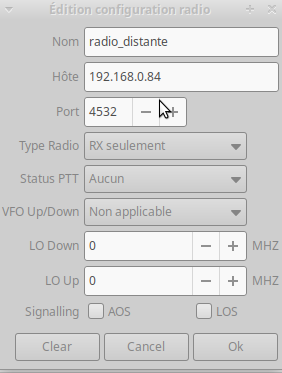 Édition configuration radio
Nom radio_distante
Hôte 192.168.0.84
Port 4532
Type Radio RX seulement
Status PTT Aucun
VFO Up/Down Non applicable
LO Down 0 MHZ
LO Up 0 MHZ
Signalling AOS LOS
Clear Cancel Ok